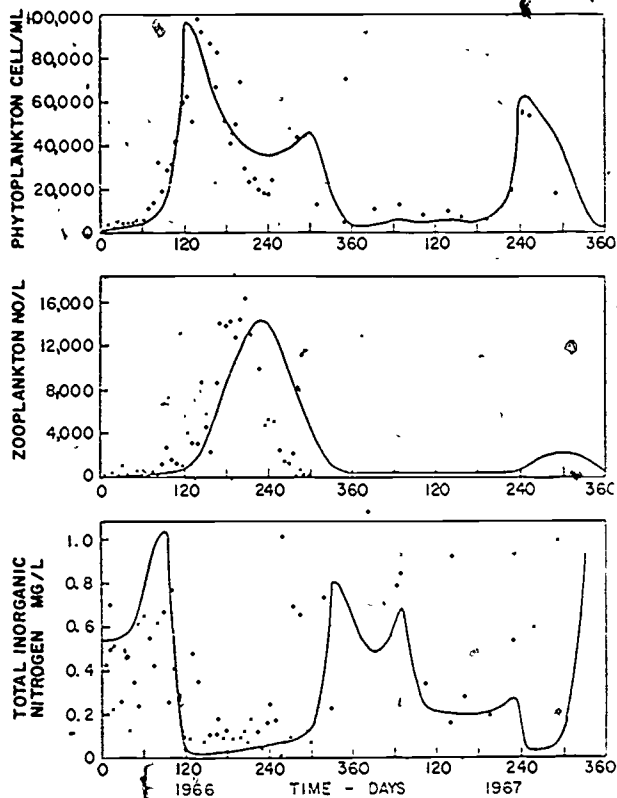 PHYTOPLANKTON CELL/ML
100,000
80,000
60,000
40,000
20,000
0
0 120 240 360 120 240 360
ZOOPLANKTON NO/L
16,000
12,000
8,000
4,000
0
0 120 240 360 120 240 360
TOTAL INORGANIC
NITROGEN MG/L
1.0
0.8
0.6
0.4
0.2
0
0 120 240 360 120 240 360
1966 TIME - DAYS 1967